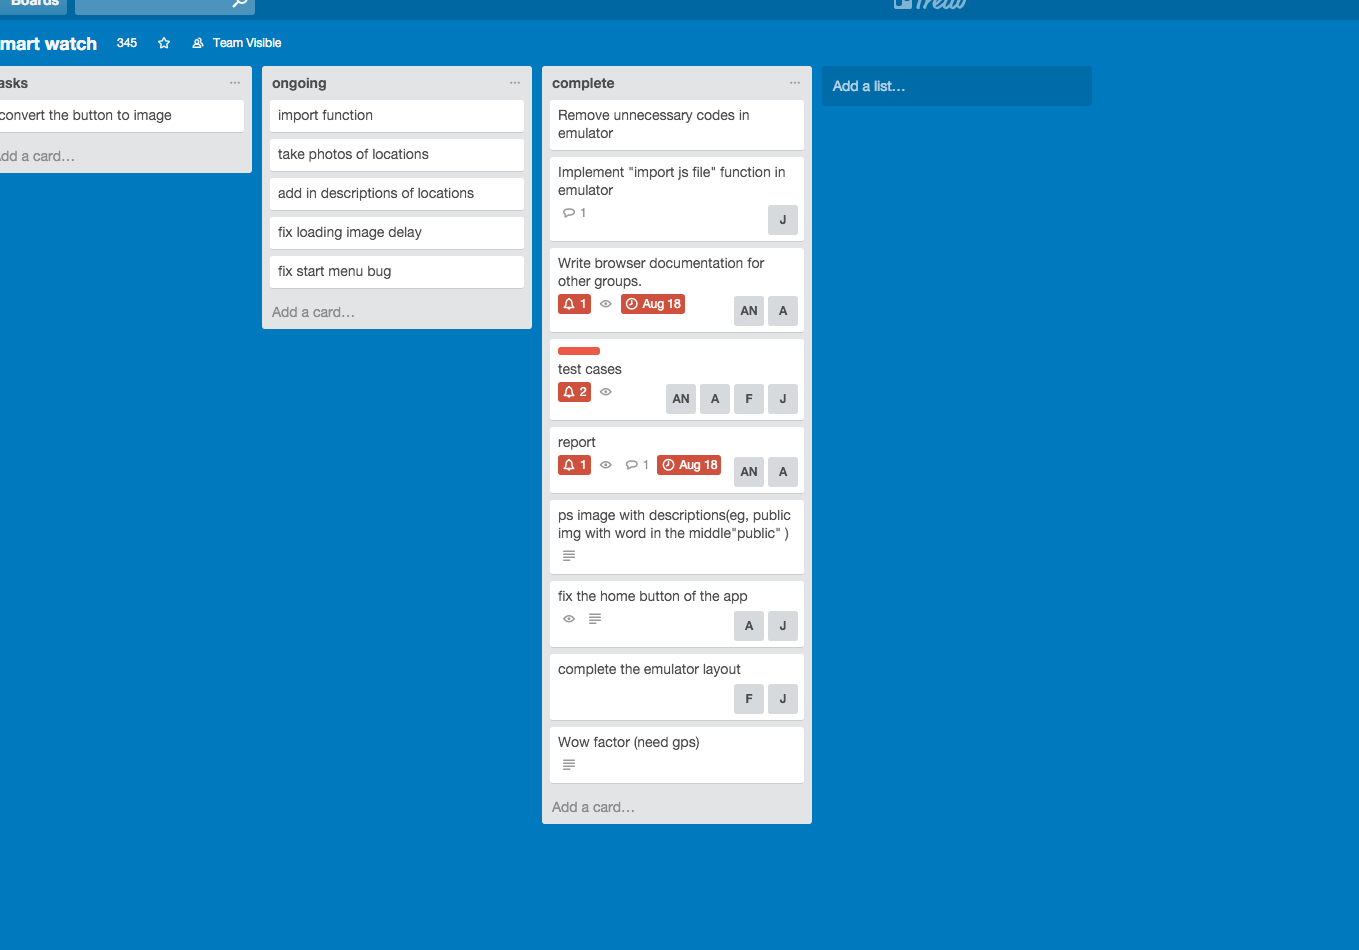 Boards
Trello
mart watch 345 Team Visible
asks
convert the button to image
dd a card…
ongoing
import function
take photos of locations
add in descriptions of locations
fix loading image delay
fix start menu bug
Add a card…
complete
Remove unnecessary codes in
emulator
Implement "import js file" function in
emulator
1
J
Write browser documentation for
other groups.
1 Aug 18
AN A
test cases
2
AN A F J
report
1 1 Aug 18
AN A
ps image with descriptions(eg, public
img with word in the middle"public" )
fix the home button of the app
A J
complete the emulator layout
F J
Wow factor (need gps)
Add a card…
Add a list…